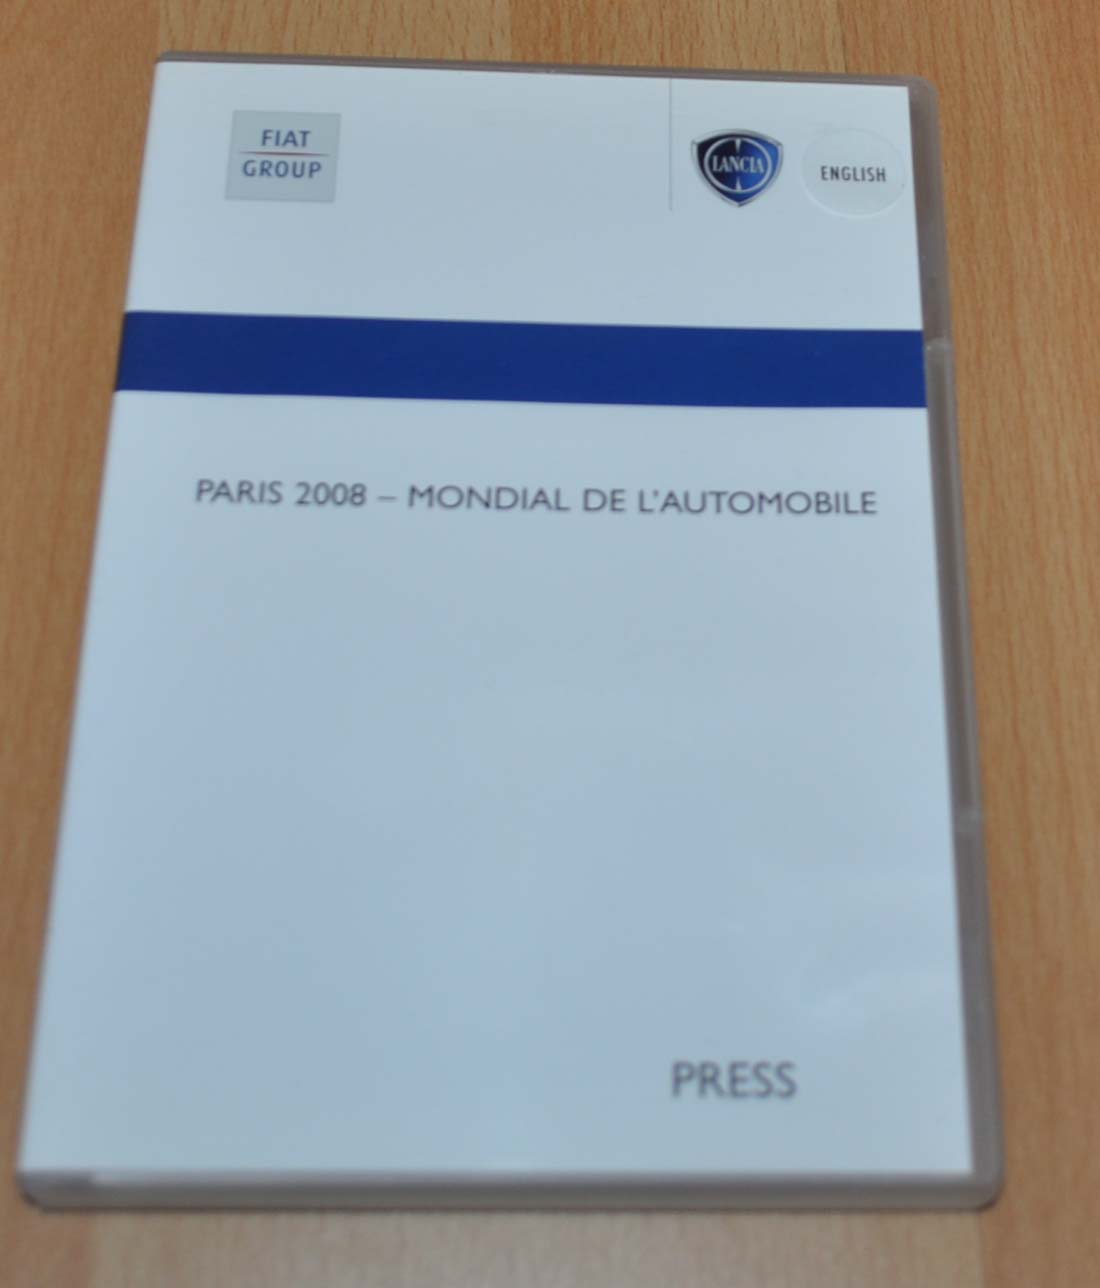 FIAT
GROUP
LANCIA
ENGLISH
PARIS 2008 – MONDIAL DE L'AUTOMOBILE
PRESS